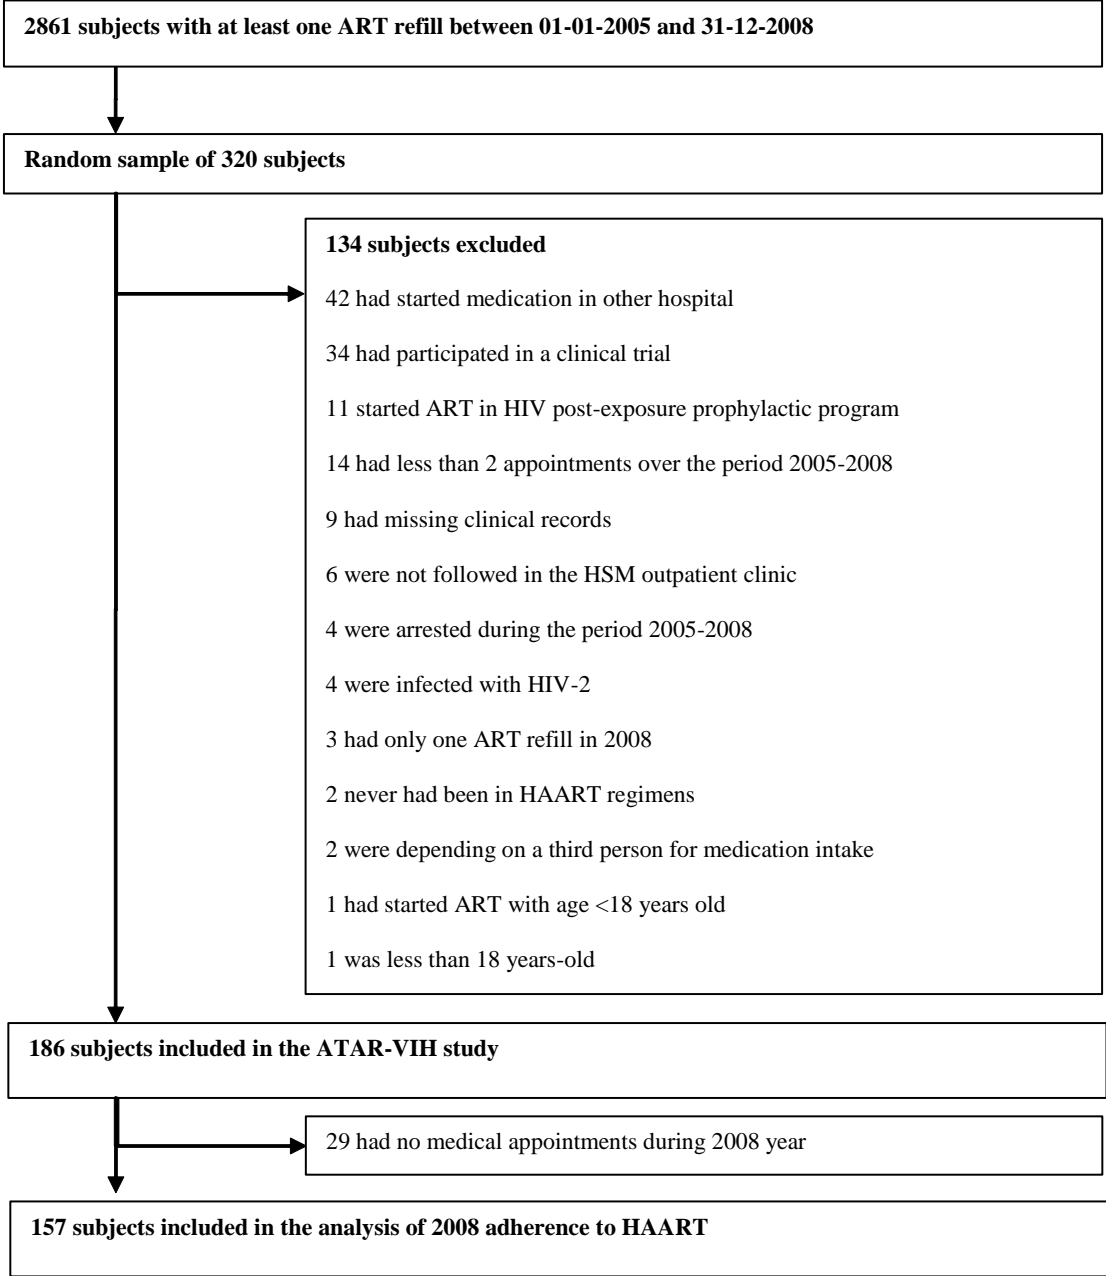 2861 subjects with at least one ART refill between 01-01-2005 and 31-12-2008
Random sample of 320 subjects
134 subjects excluded
42 had started medication in other hospital
34 had participated in a clinical trial
11 started ART in HIV post-exposure prophylactic program
14 had less than 2 appointments over the period 2005-2008
9 had missing clinical records
6 were not followed in the HSM outpatient clinic
4 were arrested during the period 2005-2008
4 were infected with HIV-2
3 had only one ART refill in 2008
2 never had been in HAART regimens
2 were depending on a third person for medication intake
1 had started ART with age <18 years old
1 was less than 18 years-old
186 subjects included in the ATAR-VIH study
29 had no medical appointments during 2008 year
157 subjects included in the analysis of 2008 adherence to HAART